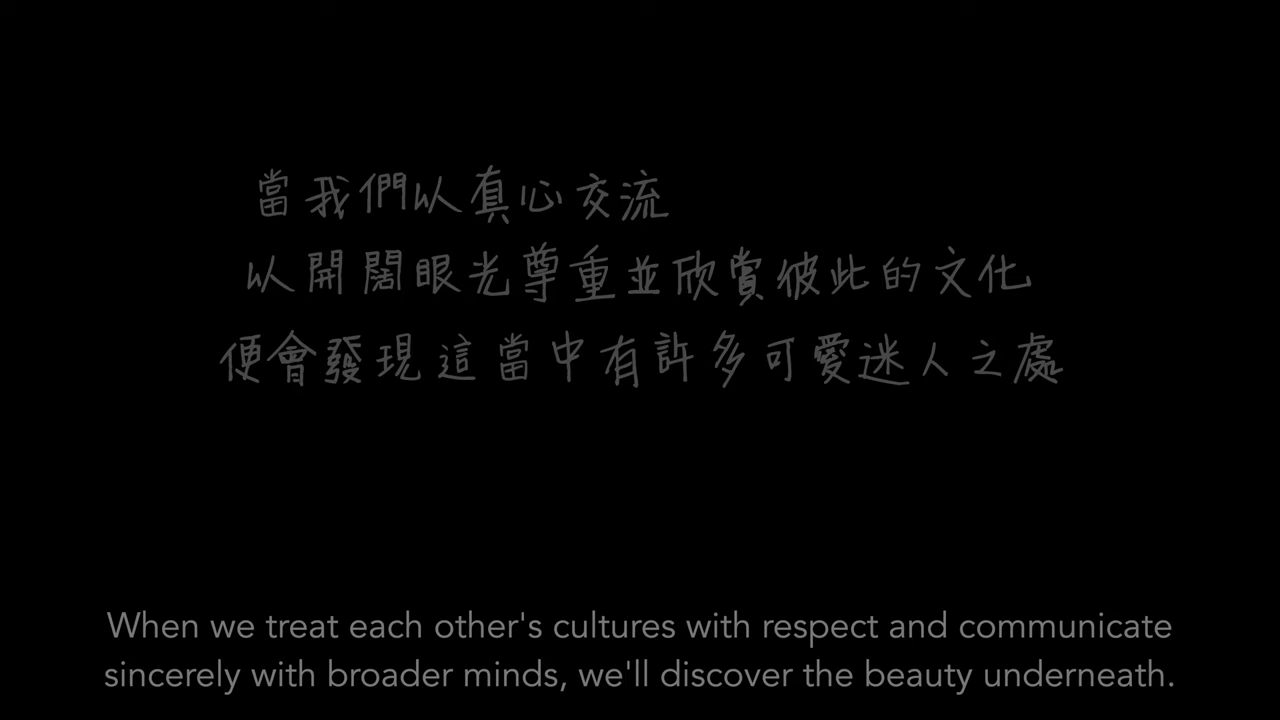 當我們以真心交流
以開闊眼光尊重並欣賞彼此的文化
便會發現這當中有許多可愛迷人之處
When we treat each other's cultures with respect and communicate
sincerely with broader minds, we'll discover the beauty underneath.